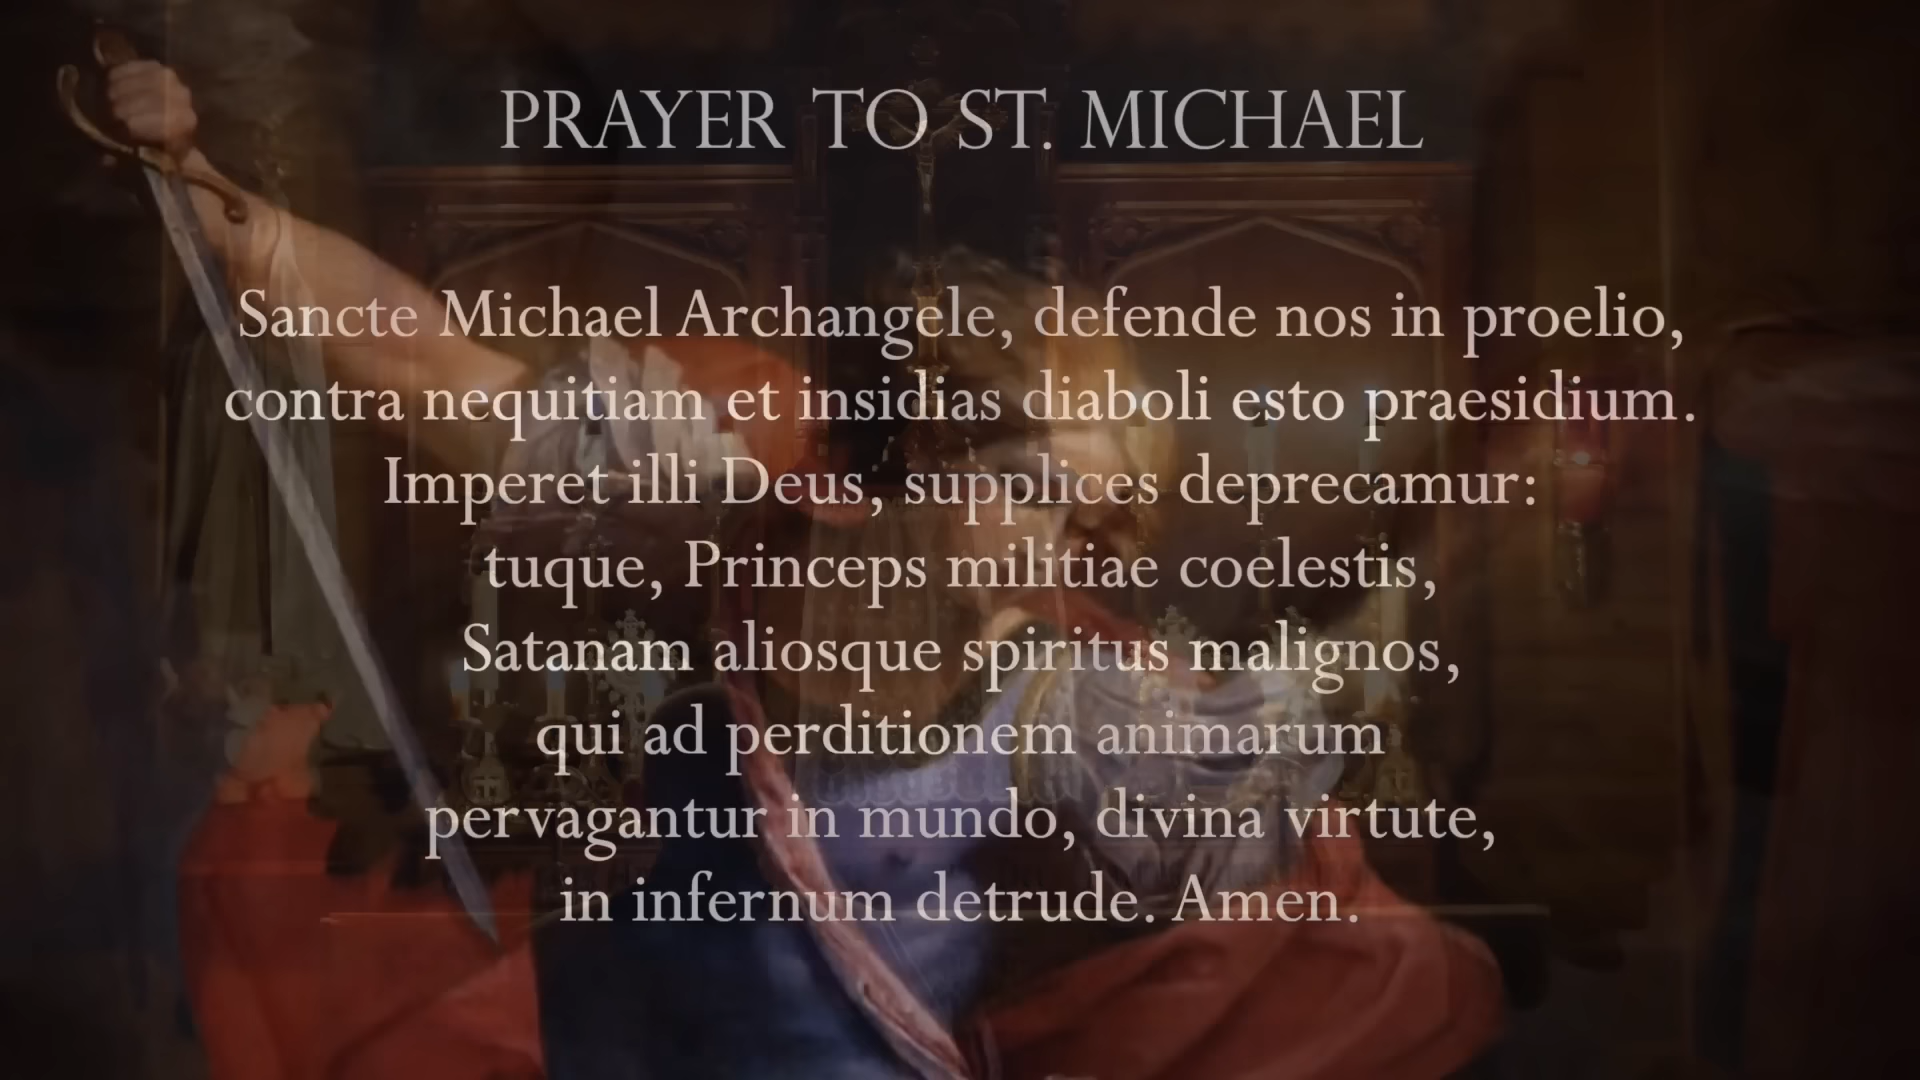 PRAYER TO ST. MICHAEL
Sancte Michael Archangele, defende nos in proelio,
contra nequitiam et insidias diaboli esto praesidium.
Imperet illi Deus, supplices deprecamur:
tuque, Princeps militiae coelestis,
Satanam aliosque spiritus malignos,
qui ad perditionem animarum
pervagantur in mundo, divina virtute,
in infernum detrude. Amen.